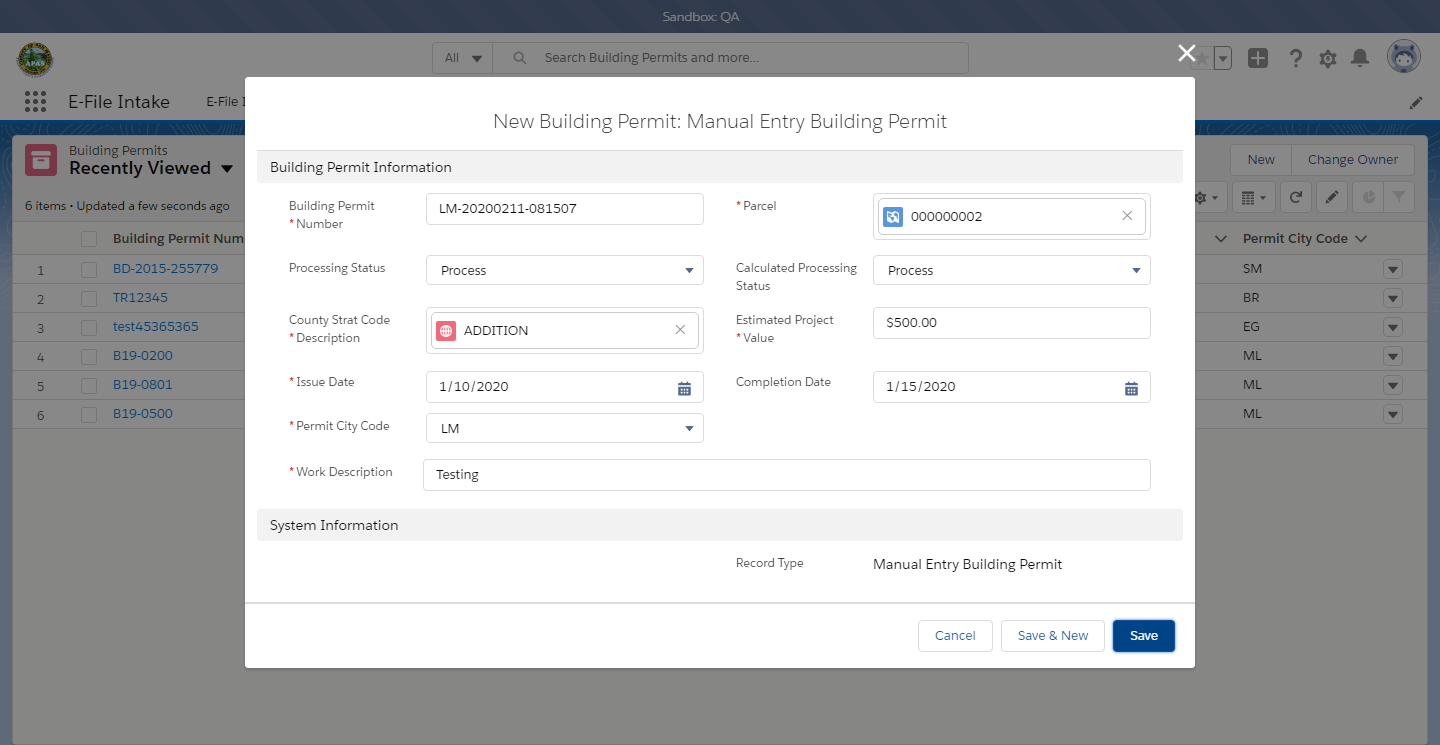 Sandbox: QA
All
Search Building Permits and more...
APAS
E-File Intake
E-File I
New Building Permit: Manual Entry Building Permit
Building Permits
Recently Viewed
New
Change Owner
6 items • Updated a few seconds ago
Building Permit Num
Permit City Code
1
BD-2015-255779
SM
2
TR12345
BR
3
test45365365
EG
4
B19-0200
ML
5
B19-0801
ML
6
B19-0500
ML
Building Permit Information
Building Permit
*Number
LM-20200211-081507
*Parcel
000000002
Processing Status
Process
Calculated Processing
Status
Process
County Strat Code
*Description
ADDITION
Estimated Project
*Value
$500.00
*Issue Date
1/10/2020
Completion Date
1/15/2020
*Permit City Code
LM
*Work Description
Testing
System Information
Record Type
Manual Entry Building Permit
Cancel
Save & New
Save